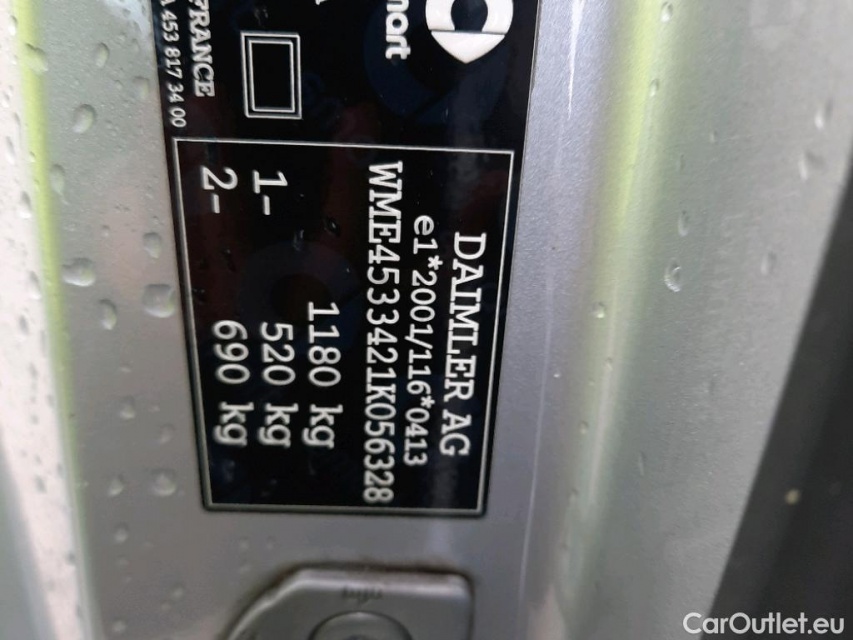 smart
FRANCE
A 453 817 34 00
DAIMLER AG
e1*2001/116*0413
WME4533421K056328
1180 kg
1- 520 kg
2- 690 kg
CarOutlet.eu